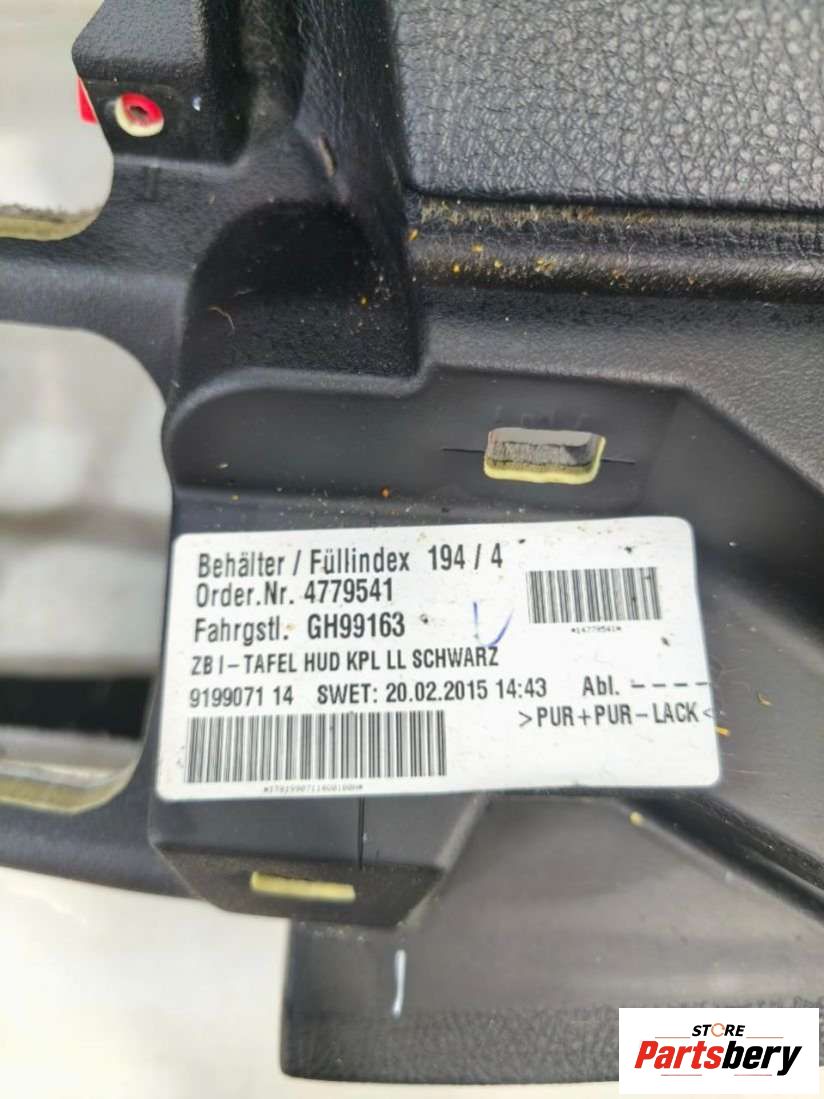 Behälter / Füllindex 194 / 4
Order.Nr. 4779541
Fahrgstl. GH99163
*14779541*
ZB I-TAFEL HUD KPL LL SCHWARZ
9199071 14 SWET: 20.02.2015 14:43 Abl. ----
>PUR+PUR-LACK<
STORE
Partsbery